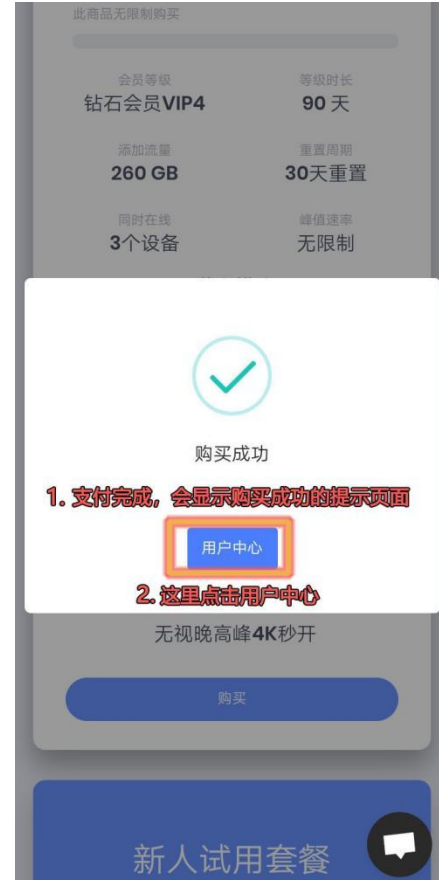 此商品无限制购买
会员等级
等级时长
钻石会员VIP4
90 天
添加流量
重置周期
260 GB
30天重置
同时在线
峰值速率
3个设备
无限制
购买成功
1. 支付完成，会显示购买成功的提示页面
用户中心
2. 这里点击用户中心
无视晚高峰4K秒开
购买
新人试用套餐